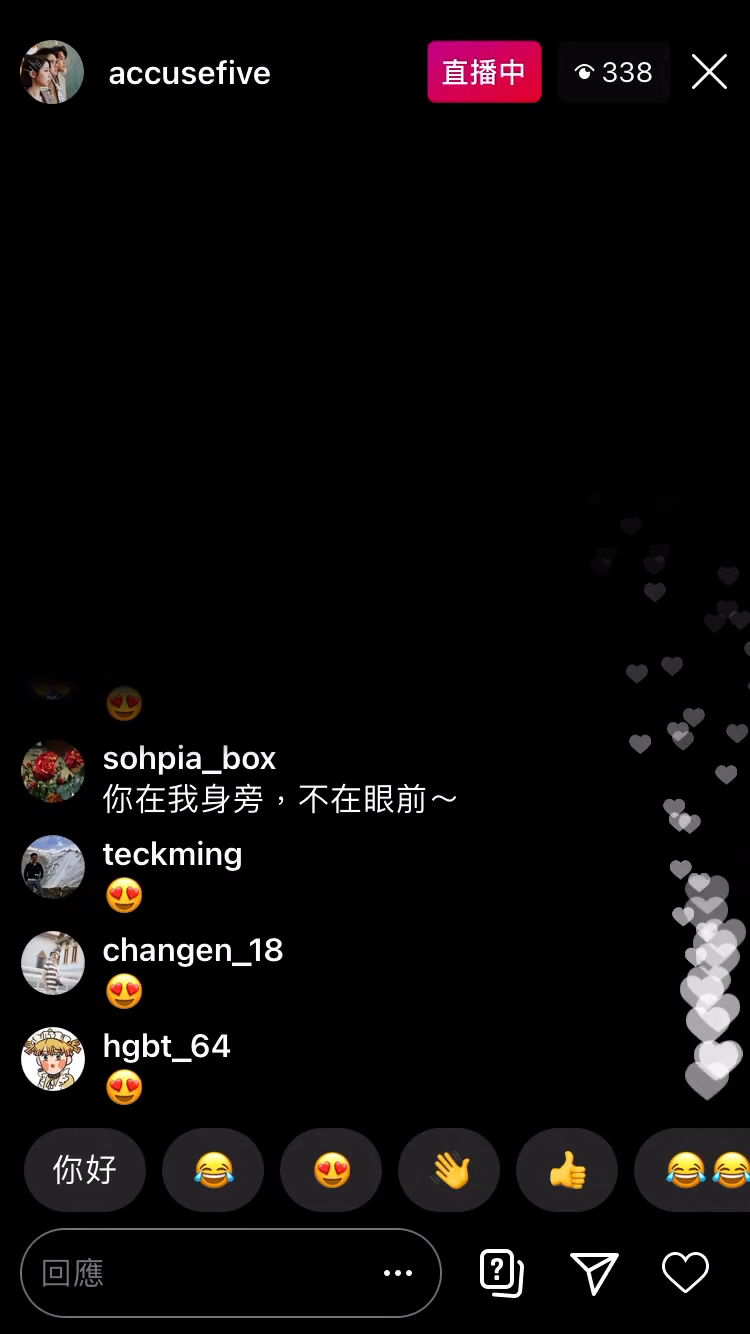 accusefive
直播中
338
😍
sohpia_box
你在我身旁，不在眼前～
teckming
😍
changen_18
😍
hgbt_64
😍
你好 😂 😍 👋 👍 😂😂
回應